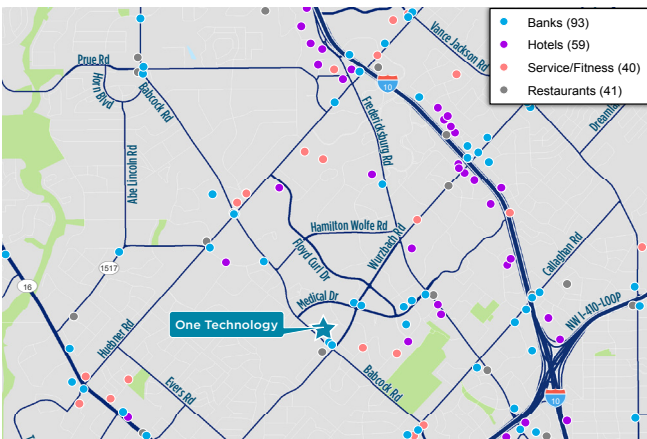 Banks (93)
Hotels (59)
Service/Fitness (40)
Restaurants (41)
Vance Jackson Rd
Prue Rd
Horn Blvd
Babcock Rd
10
Fredericksburg Rd
Abe Lincoln Rd
Hamilton Wolfe Rd
Wurzbach Rd
Floyd Curl Dr
Callaghan Rd
1517
16
Medical Dr
NW I-410-LOOP
One Technology
Huebner Rd
Evers Rd
Babcock Rd
10